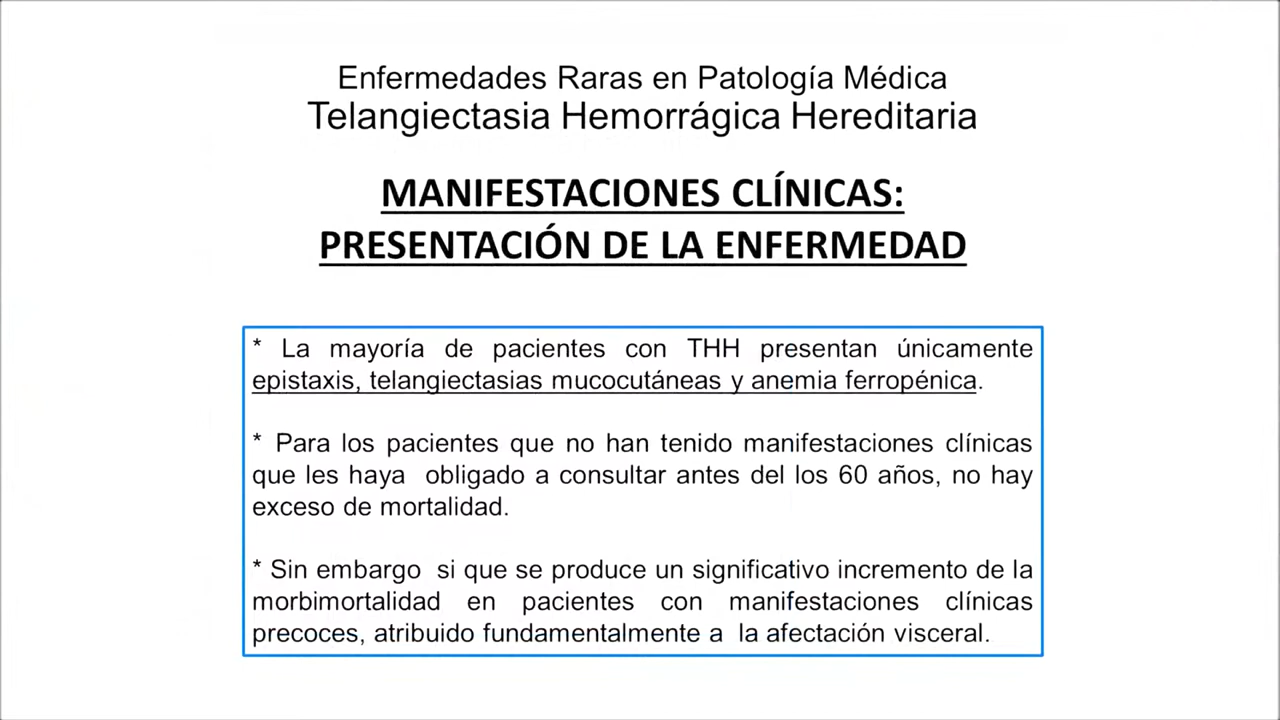 Enfermedades Raras en Patología Médica
Telangiectasia Hemorrágica Hereditaria
MANIFESTACIONES CLÍNICAS:
PRESENTACIÓN DE LA ENFERMEDAD
* La mayoría de pacientes con THH presentan únicamente
epistaxis, telangiectasias mucocutáneas y anemia ferropénica.
* Para los pacientes que no han tenido manifestaciones clínicas
que les haya obligado a consultar antes del los 60 años, no hay
exceso de mortalidad.
* Sin embargo si que se produce un significativo incremento de la
morbimortalidad en pacientes con manifestaciones clínicas
precoces, atribuido fundamentalmente a la afectación visceral.